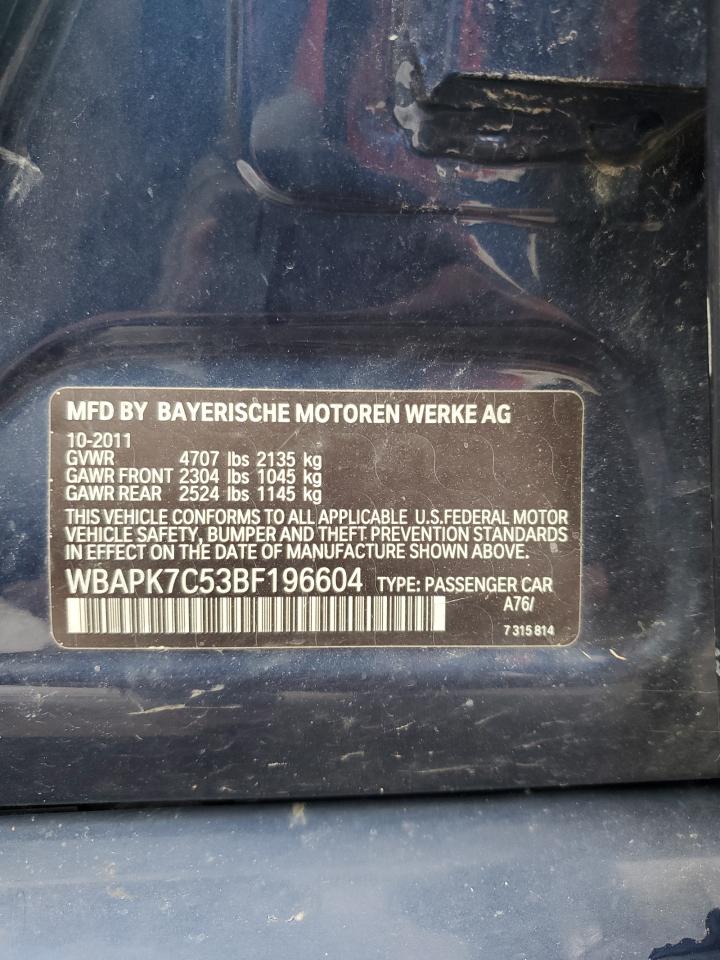 MFD BY BAYERISCHE MOTOREN WERKE AG
10-2011
GVWR 4707 lbs 2135 kg
GAWR FRONT 2304 lbs 1045 kg
GAWR REAR 2524 lbs 1145 kg
THIS VEHICLE CONFORMS TO ALL APPLICABLE U.S.FEDERAL MOTOR
VEHICLE SAFETY, BUMPER AND THEFT PREVENTION STANDARDS
IN EFFECT ON THE DATE OF MANUFACTURE SHOWN ABOVE.
WBAPK7C53BF196604 TYPE: PASSENGER CAR
A76/
7 315 814